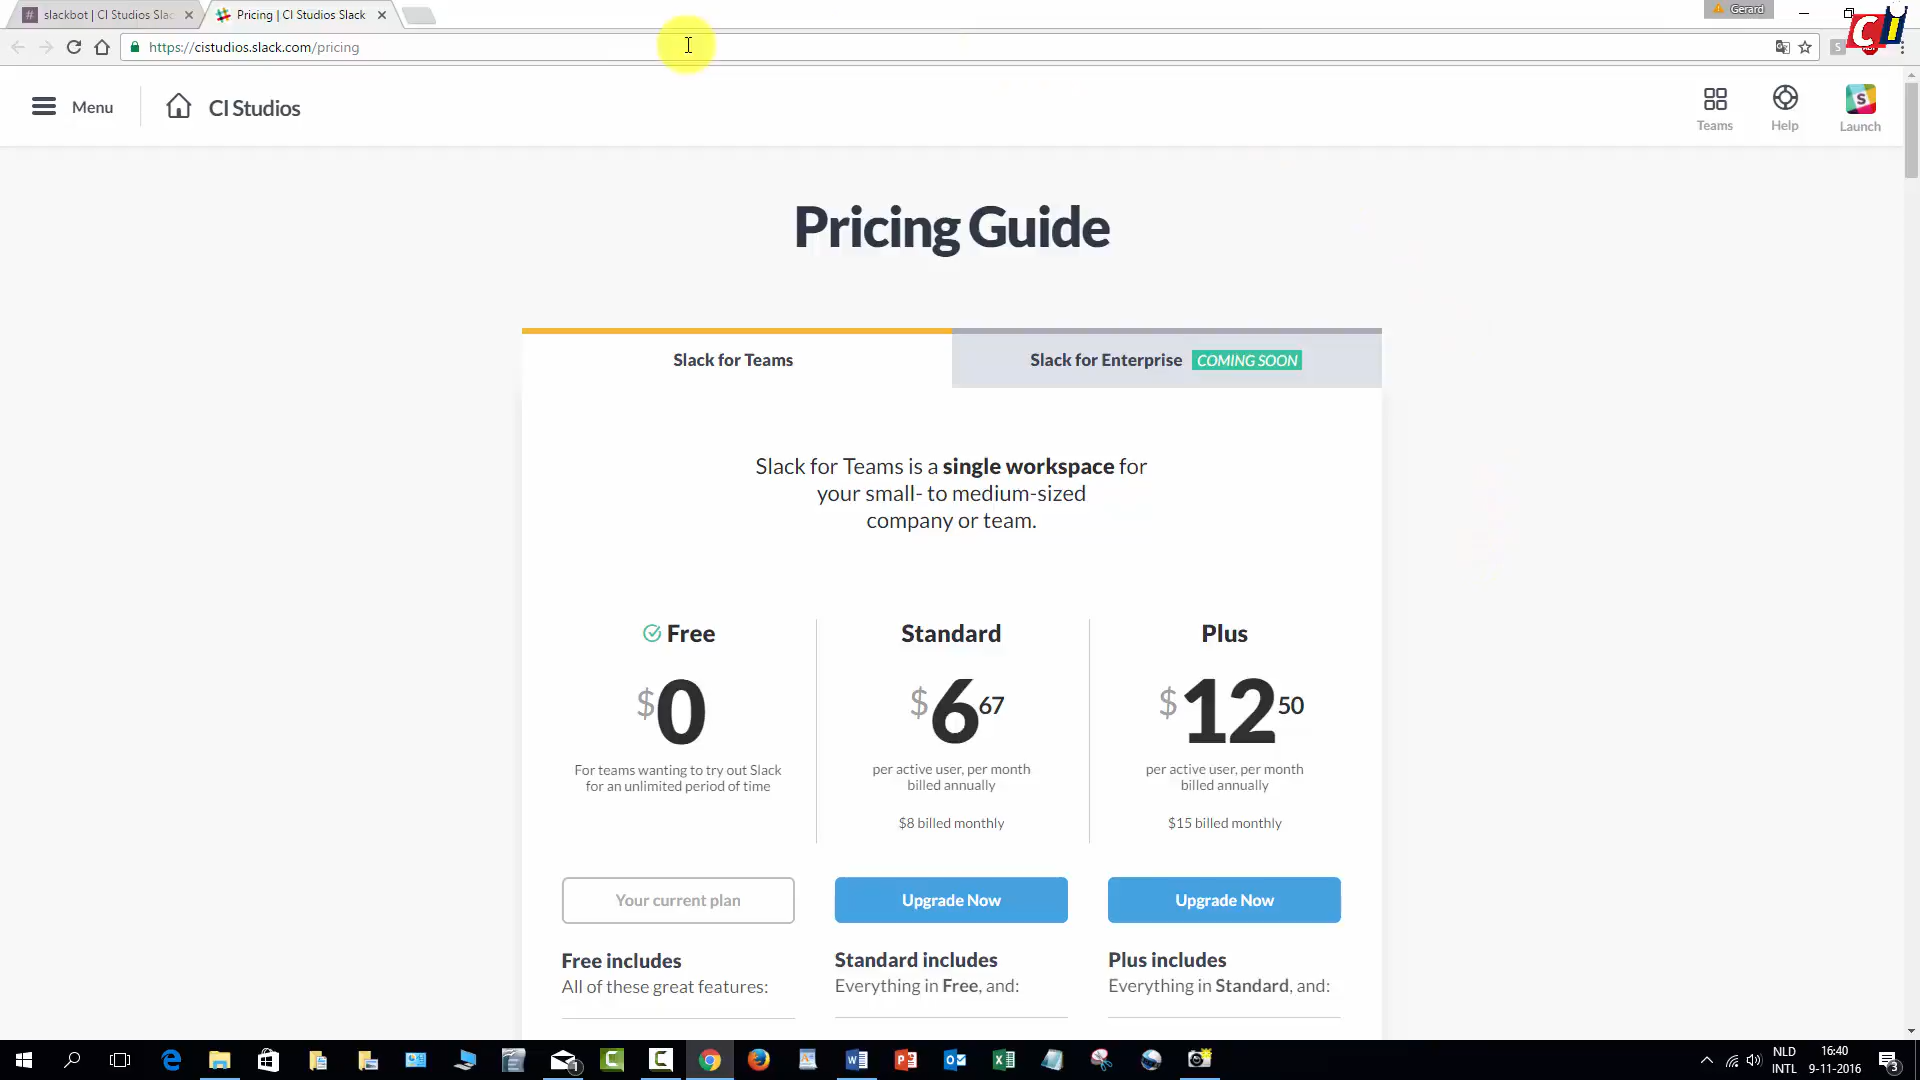 slackbot | CI Studios Slac
Pricing | CI Studios Slack
Gerard
https://cistudios.slack.com/pricing
CU
Menu
CI Studios
Teams
Help
Launch
Pricing Guide
Slack for Teams
Slack for Enterprise COMING SOON
Slack for Teams is a single workspace for
your small- to medium-sized
company or team.
Free
Standard
Plus
$0
$6 67
$12 50
For teams wanting to try out Slack
for an unlimited period of time
per active user, per month
billed annually
$8 billed monthly
per active user, per month
billed annually
$15 billed monthly
Your current plan
Upgrade Now
Upgrade Now
Free includes
All of these great features:
Standard includes
Everything in Free, and:
Plus includes
Everything in Standard, and:
NLD
INTL
16:40
9-11-2016
3